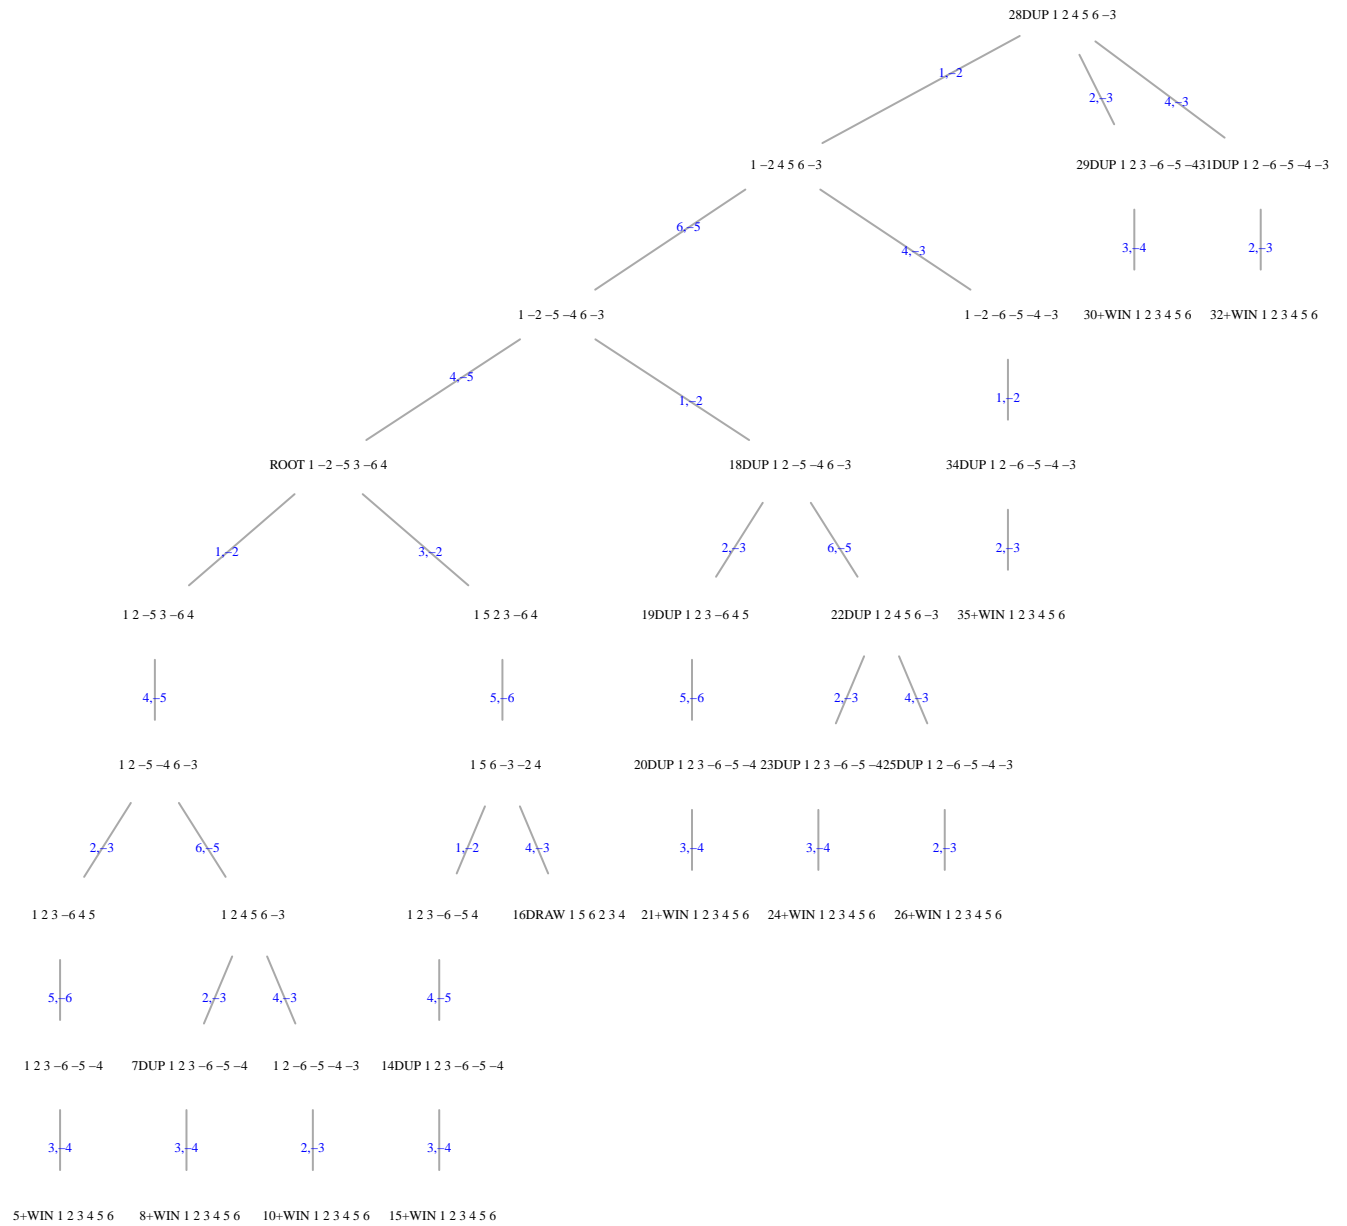 28DUP 1 2 4 5 6 −3
1,−2
2,−3
4,−3
1 −2 4 5 6 −3
29DUP 1 2 3 −6 −5 −431DUP 1 2 −6 −5 −4 −3
6,−5
4,−3
3,−4
2,−3
1 −2 −5 −4 6 −3
1 −2 −6 −5 −4 −3
30+WIN 1 2 3 4 5 6
32+WIN 1 2 3 4 5 6
4,−5
1,−2
1,−2
ROOT 1 −2 −5 3 −6 4
18DUP 1 2 −5 −4 6 −3
34DUP 1 2 −6 −5 −4 −3
1,−2
3,−2
2,−3
6,−5
2,−3
1 2 −5 3 −6 4
1 5 2 3 −6 4
19DUP 1 2 3 −6 4 5
22DUP 1 2 4 5 6 −3
35+WIN 1 2 3 4 5 6
4,−5
5,−6
5,−6
2,−3
4,−3
1 2 −5 −4 6 −3
1 5 6 −3 −2 4
20DUP 1 2 3 −6 −5 −4 23DUP 1 2 3 −6 −5 −425DUP 1 2 −6 −5 −4 −3
2,−3
6,−5
1,−2
4,−3
3,−4
3,−4
2,−3
1 2 3 −6 4 5
1 2 4 5 6 −3
1 2 3 −6 −5 4
16DRAW 1 5 6 2 3 4
21+WIN 1 2 3 4 5 6
24+WIN 1 2 3 4 5 6
26+WIN 1 2 3 4 5 6
5,−6
2,−3
4,−3
4,−5
1 2 3 −6 −5 −4
7DUP 1 2 3 −6 −5 −4
1 2 −6 −5 −4 −3
14DUP 1 2 3 −6 −5 −4
3,−4
3,−4
2,−3
3,−4
5+WIN 1 2 3 4 5 6
8+WIN 1 2 3 4 5 6
10+WIN 1 2 3 4 5 6
15+WIN 1 2 3 4 5 6